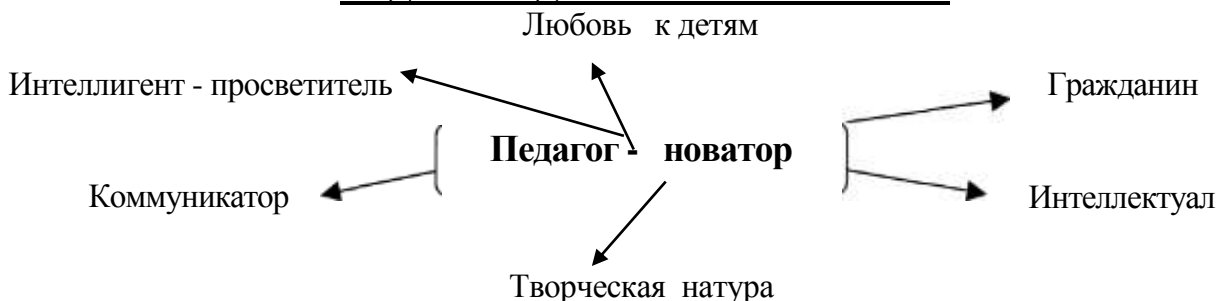 Любовь к детям
Интеллигент - просветитель
Гражданин
Педагог - новатор
Коммуникатор
Интеллектуал
Творческая натура